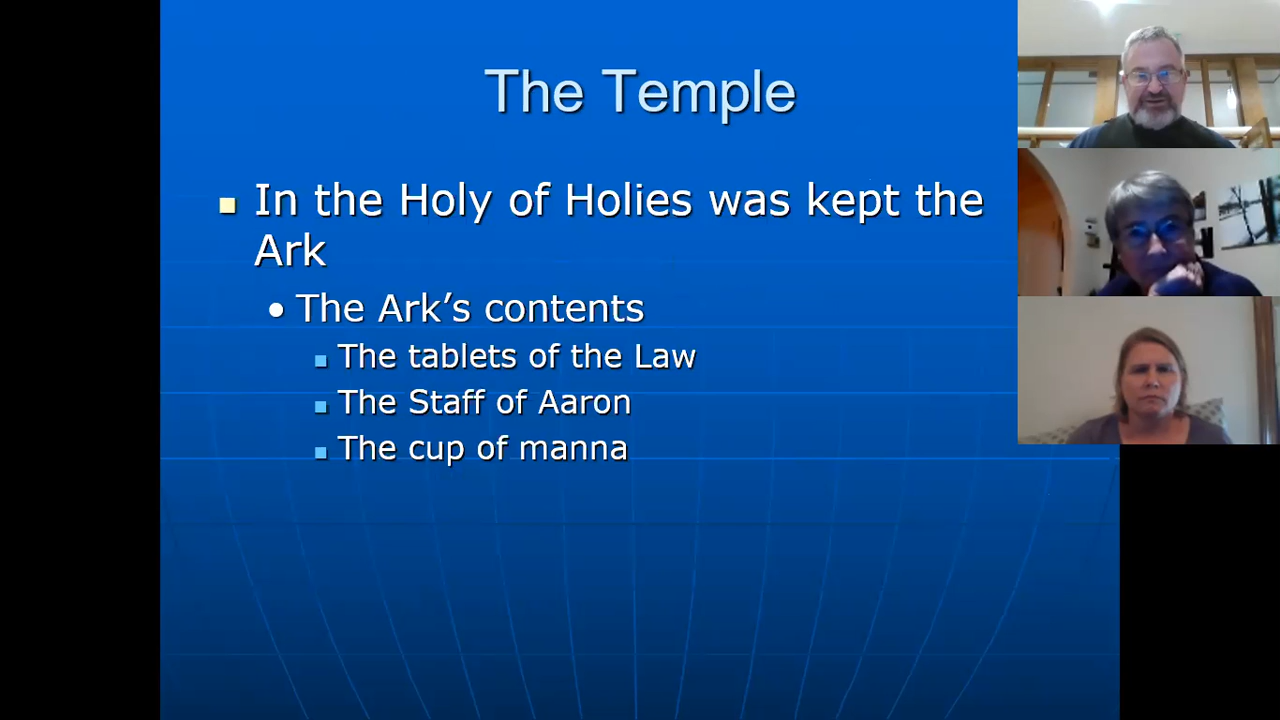 The Temple
In the Holy of Holies was kept the
Ark
The Ark’s contents
The tablets of the Law
The Staff of Aaron
The cup of manna